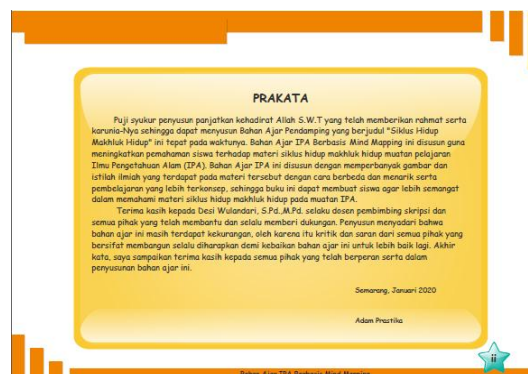 PRAKATA
Puji syukur penyusun panjatkan kehadirat Allah S.W.T yang telah memberikan rahmat serta
karunia-Nya sehingga dapat menyusun Bahan Ajar Pendamping yang berjudul "Siklus Hidup
Makhluk Hidup" ini tepat pada waktunya. Bahan Ajar IPA Berbasis Mind Mapping ini disusun guna
meningkatkan pemahaman siswa terhadap materi siklus hidup makhluk hidup muatan pelajaran
Ilmu Pengetahuan Alam (IPA). Bahan Ajar IPA ini disusun dengan memperbanyak gambar dan
istilah ilmiah yang terdapat pada materi tersebut dengan cara berbeda dan menarik serta
pembelajaran yang lebih terkonsep, sehingga buku ini dapat membuat siswa agar lebih semangat
dalam memahami materi siklus hidup makhluk hidup pada muatan IPA.
Terima kasih kepada Desi Wulandari, S.Pd.,M.Pd. selaku dosen pembimbing skripsi dan
semua pihak yang telah membantu dan selalu memberi dukungan. Penyusun menyadari bahwa
bahan ajar ini masih terdapat kekurangan, oleh karena itu kritik dan saran dari semua pihak yang
bersifat membangun selalu diharapkan demi kebaikan bahan ajar ini untuk lebih baik lagi. Akhir
kata, saya sampaikan terima kasih kepada semua pihak yang telah berperan serta dalam
penyusunan bahan ajar ini.
Semarang, Januari 2020
Adam Prastika
ii
Bahan Ajar IPA Berbasis Mind Mapping